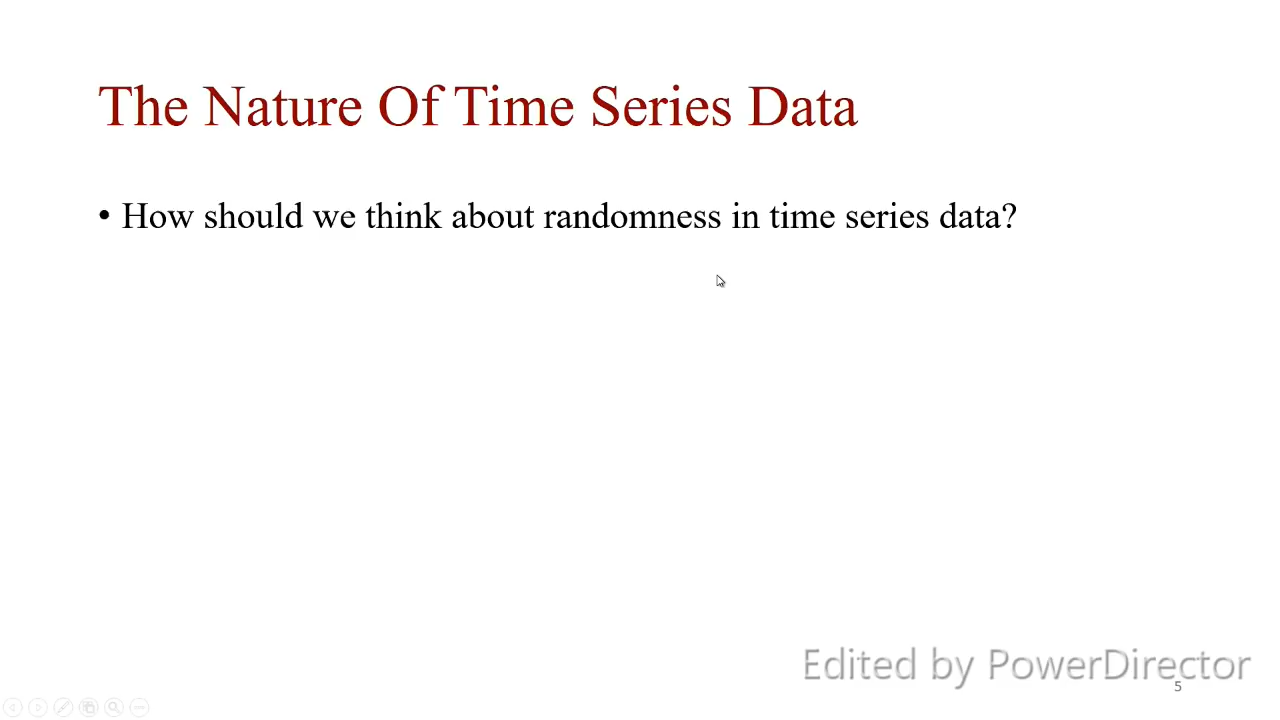 The Nature Of Time Series Data
• How should we think about randomness in time series data?
Edited by PowerDirector
5